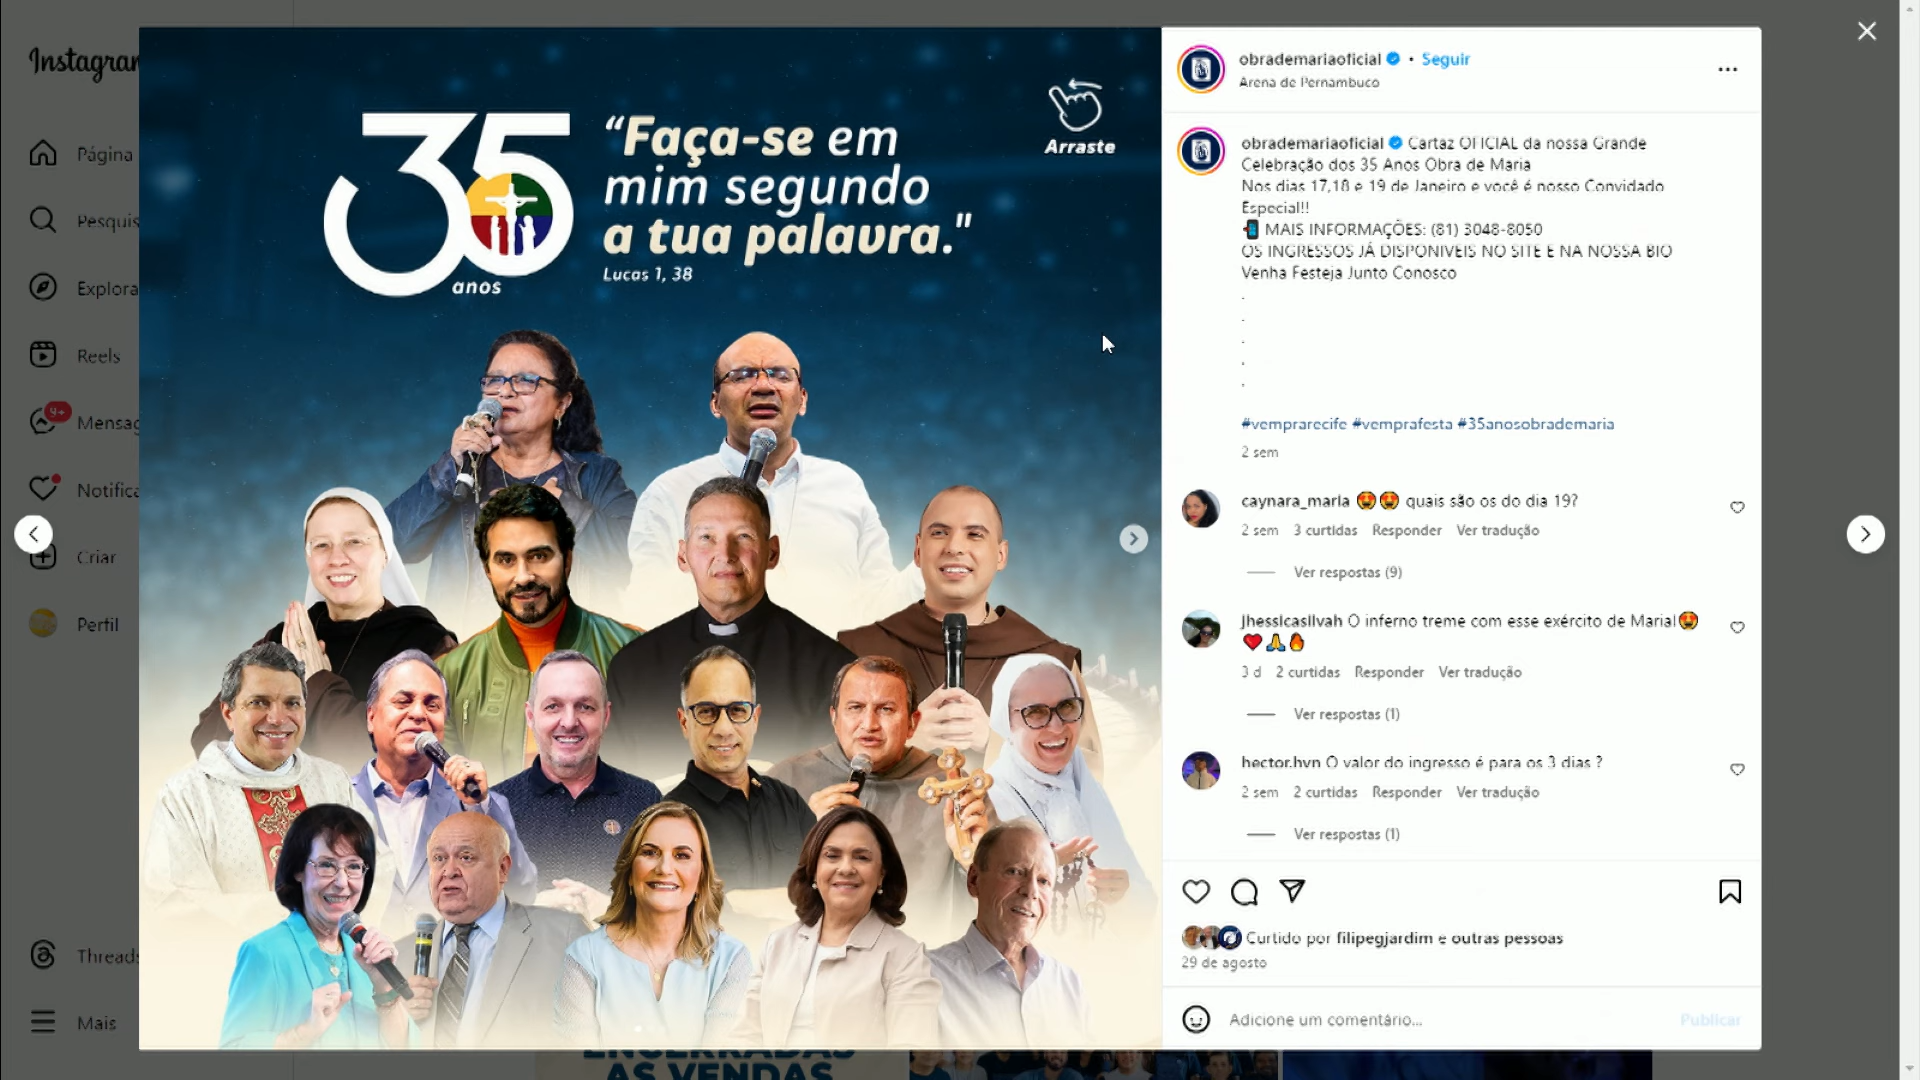 Instagram
Página
Pesquis
Explora
Reels
4+
Mensag
Notifica
Criar
Perfil
Threads
Mais
35
anos
"Faça-se em
mim segundo
a tua palavra."
Lucas 1, 38
Arraste
obrademariaoficial • Seguir
Arena de Pernambuco
obrademariaoficial Cartaz OFICIAL da nossa Grande
Celebração dos 35 Anos Obra de Maria
Nos dias 17,18 e 19 de Janeiro e você é nosso Convidado
Especial!!
MAIS INFORMAÇÕES: (81) 3048-8050
OS INGRESSOS JÁ DISPONÍVEIS NO SITE E NA NOSSA BIO
Venha Festeja Junto Conosco
.
.
.
.
.
#vemprarecife #vemprafesta #35anosobrademaria
2 sem
caynara_maria 😍😍 quais são os do dia 19?
2 sem 3 curtidas Responder Ver tradução
Ver respostas (9)
jhessicasilvah O inferno treme com esse exército de Maria!😍
❤️🙏🔥
3 d 2 curtidas Responder Ver tradução
Ver respostas (1)
hector.hvn O valor do ingresso é para os 3 dias ?
2 sem 2 curtidas Responder Ver tradução
Ver respostas (1)
Curtido por filipegjardim e outras pessoas
29 de agosto
Adicione um comentário...
Publicar
ENCERRADAS
AS VENDAS